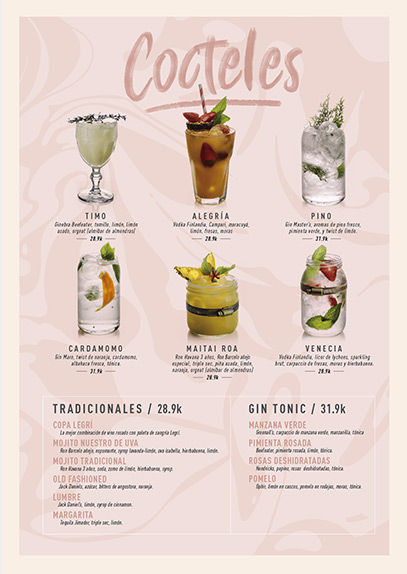 Cocteles
TIMO
Ginebra Beefeater, tomillo, limón, limón
asado, orgeat (almíbar de almendras)
28.9k
ALEGRÍA
Vodka Finlandia, Campari, maracuyá,
limón, fresas, moras
28.9k
PINO
Gin Master's, aromas de pino fresco,
pimienta verde, y twist de limón.
31.9k
CARDAMOMO
Gin Mare, twist de naranja, cardamomo,
albahaca fresca, tónica.
31.9k
MAITAI ROA
Ron Havana 3 años, Ron Barcelo añejo
especial, triple sec, piña asada, limón,
naranja, orgeat (almíbar de almendras)
28.9k
VENECIA
Vodka Finlandia, licor de lychees, sparkling
brut, carpaccio de fresas, moras y hierbabuena.
28.9k
TRADICIONALES / 28.9k
COPA LEGRÍ
La mejor combinación de vino rosado con paleta de sangría Legrí.
MOJITO NUESTRO DE UVA
Ron Barcelo añejo, espumante, syrup lavanda-limón, uva isabella, hierbabuena, limón.
MOJITO TRADICIONAL
Ron Havana 3 años, soda, zumo de limón, hierbabuena, syrup.
OLD FASHIONED
Jack Daniels, azúcar, bitters de angostura, naranja.
LUMBRE
Jack Daniel's, limón, syrup de cinnamon.
MARGARITA
Tequila Jimador, triple sec, limón.
GIN TONIC / 31.9k
MANZANA VERDE
Greenall's, carpaccio de manzana verde, manzanilla, tónica
PIMIENTA ROSADA
Beefeater, pimienta rosada, limón, tónica.
ROSAS DESHIDRATADAS
Hendricks, pepino, rosas deshidratadas, tónica.
POMELO
limón en cascos, pomelo en rodajas, moras, tónica.